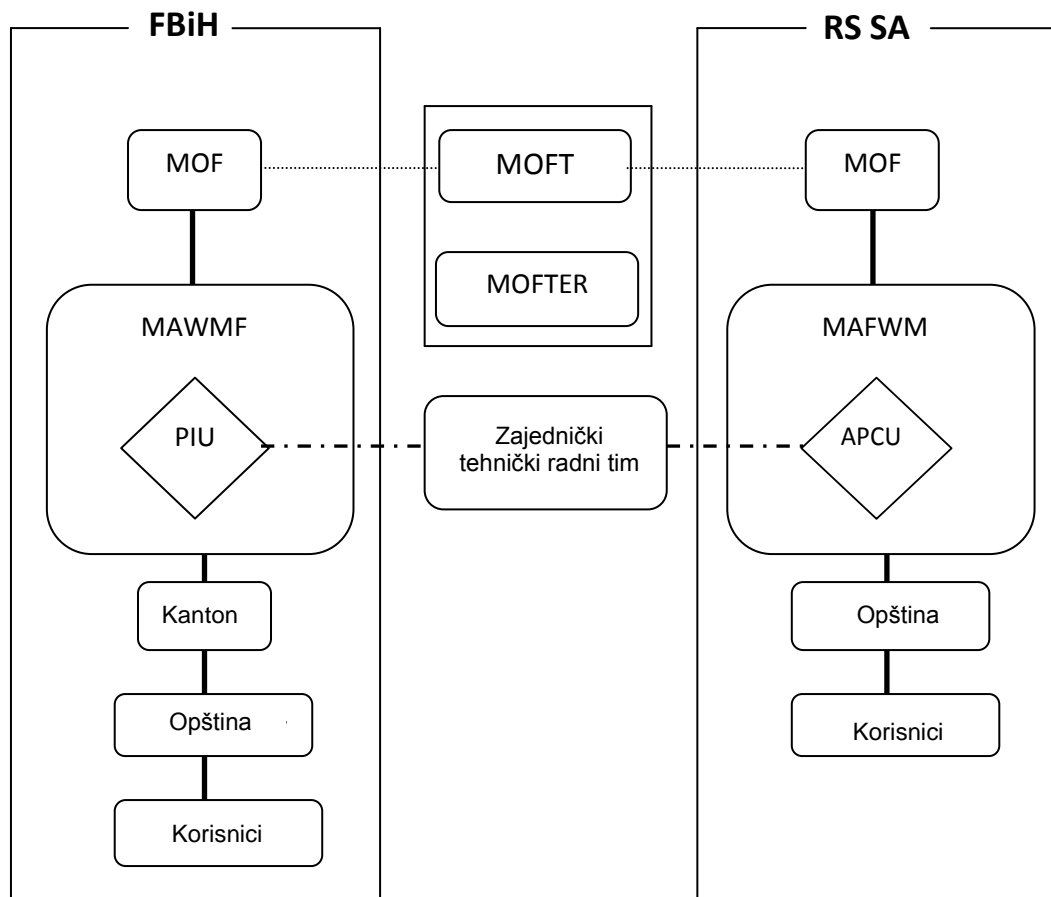 FBiH
RS SA
MOF
MOFT
MOF
MOFTER
MAWMF
MAFWM
PIU
Zajednički
tehnički radni tim
APCU
Kanton
Opština
Opština
Korisnici
Korisnici